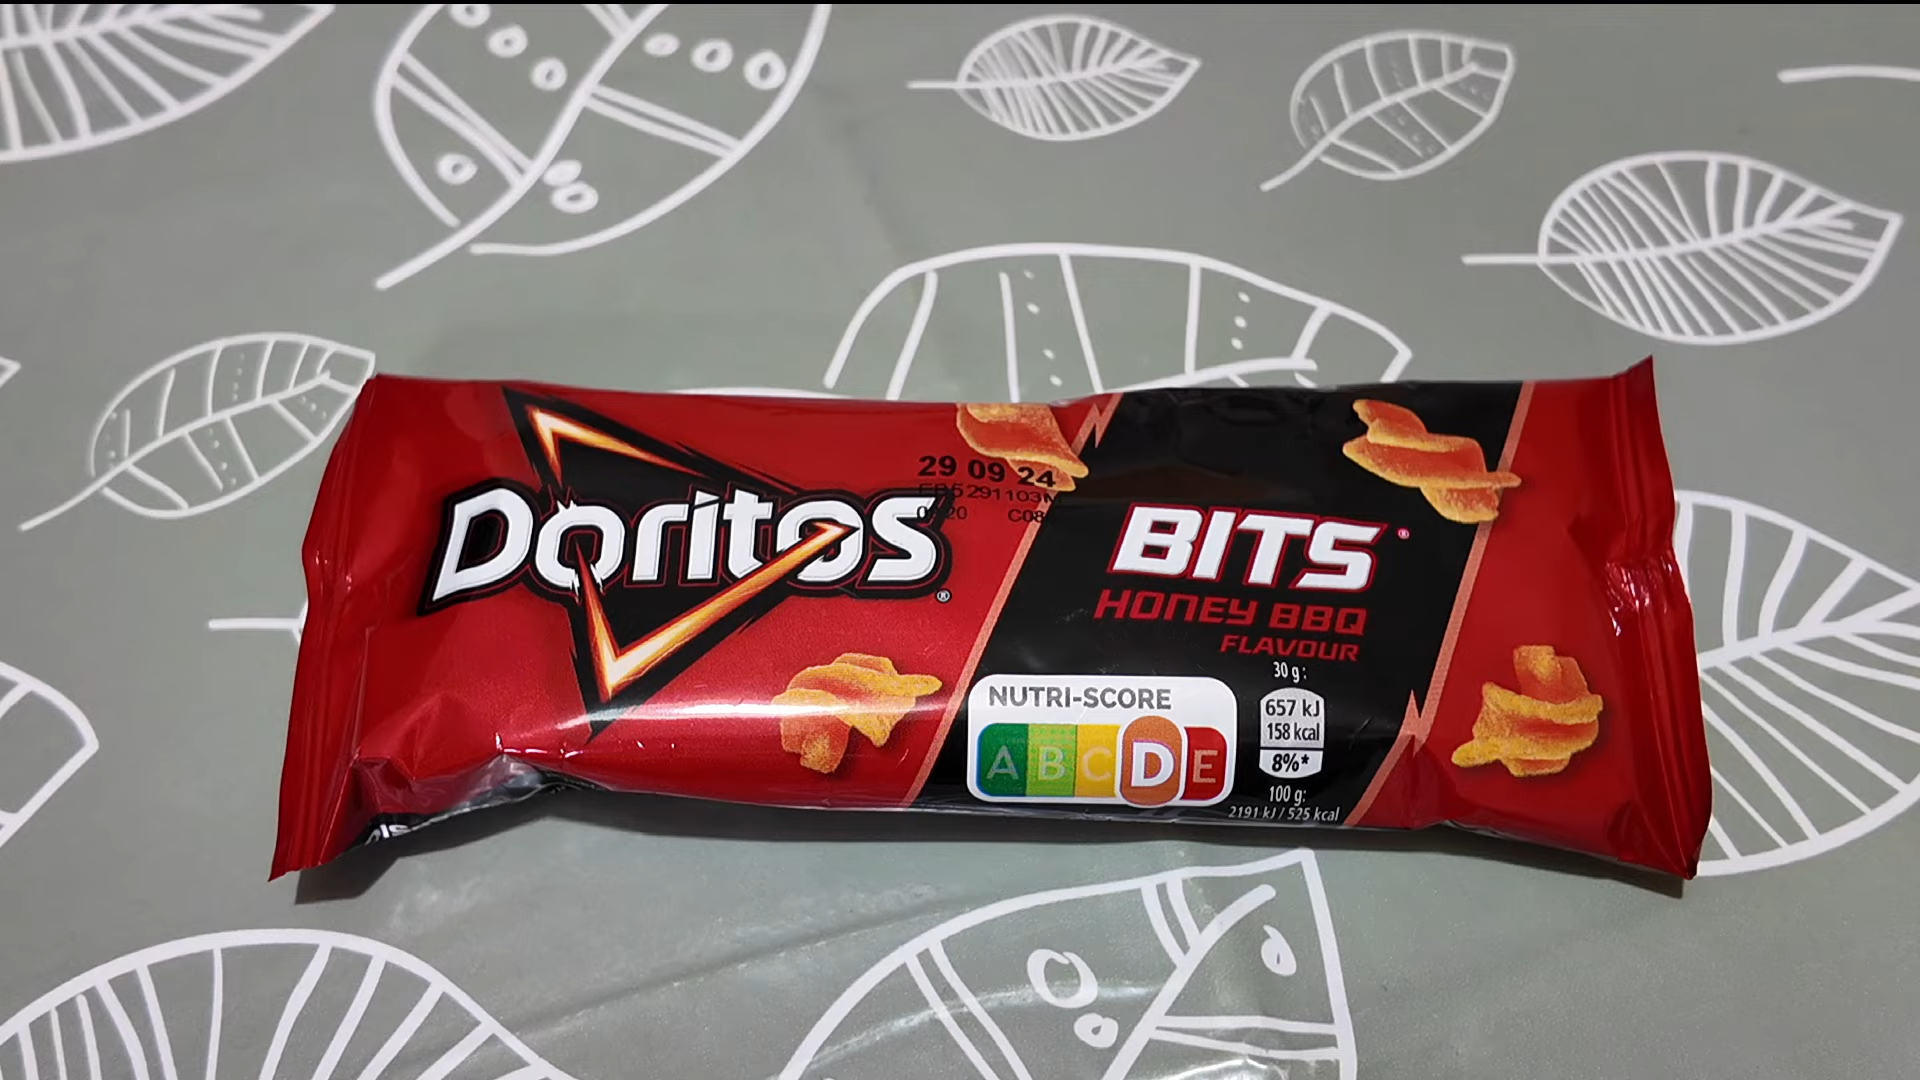 Doritos
®
29 09 24
C08
BITS®
HONEY BBQ
FLAVOUR
NUTRI-SCORE
A B C D E
30 g:
657 kJ
158 kcal
8%*
100 g:
2191 kJ / 525 kcal